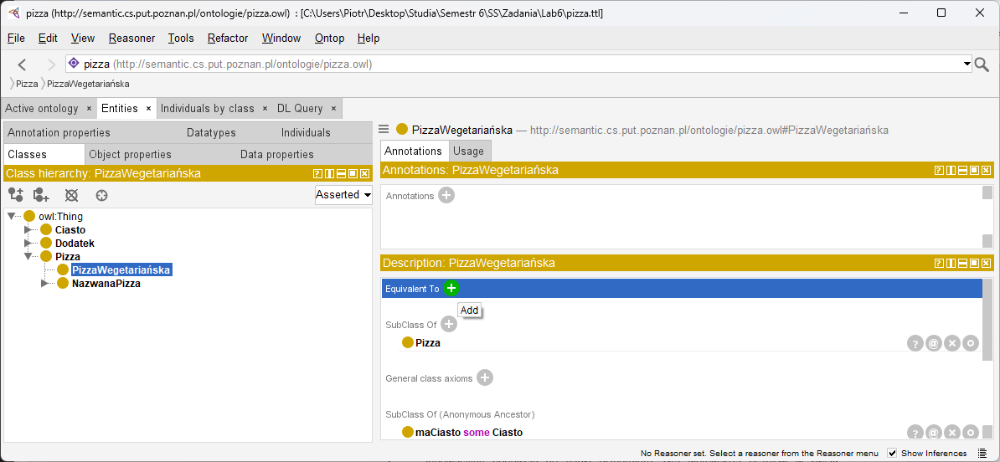 pizza (http://semantic.cs.put.poznan.pl/ontologie/pizza.owl) : [C:\Users\Piotr\Desktop\Studia\Semestr 6\SS\Zadania\Lab6\pizza.ttl]
File Edit View Reasoner Tools Refactor Window Ontop Help
pizza (http://semantic.cs.put.poznan.pl/ontologie/pizza.owl)
Pizza PizzaWegetariańska
Active ontology × Entities × Individuals by class × DL Query ×
Annotation properties Datatypes Individuals
Classes Object properties Data properties
Class hierarchy: PizzaWegetariańska
Asserted
owl:Thing
Ciasto
Dodatek
Pizza
PizzaWegetariańska
NazwanaPizza
PizzaWegetariańska — http://semantic.cs.put.poznan.pl/ontologie/pizza.owl#PizzaWegetariańska
Annotations Usage
Annotations: PizzaWegetariańska
Annotations
Description: PizzaWegetariańska
Equivalent To
Add
SubClass Of
Pizza
General class axioms
SubClass Of (Anonymous Ancestor)
maCiasto some Ciasto
No Reasoner set. Select a reasoner from the Reasoner menu Show Inferences